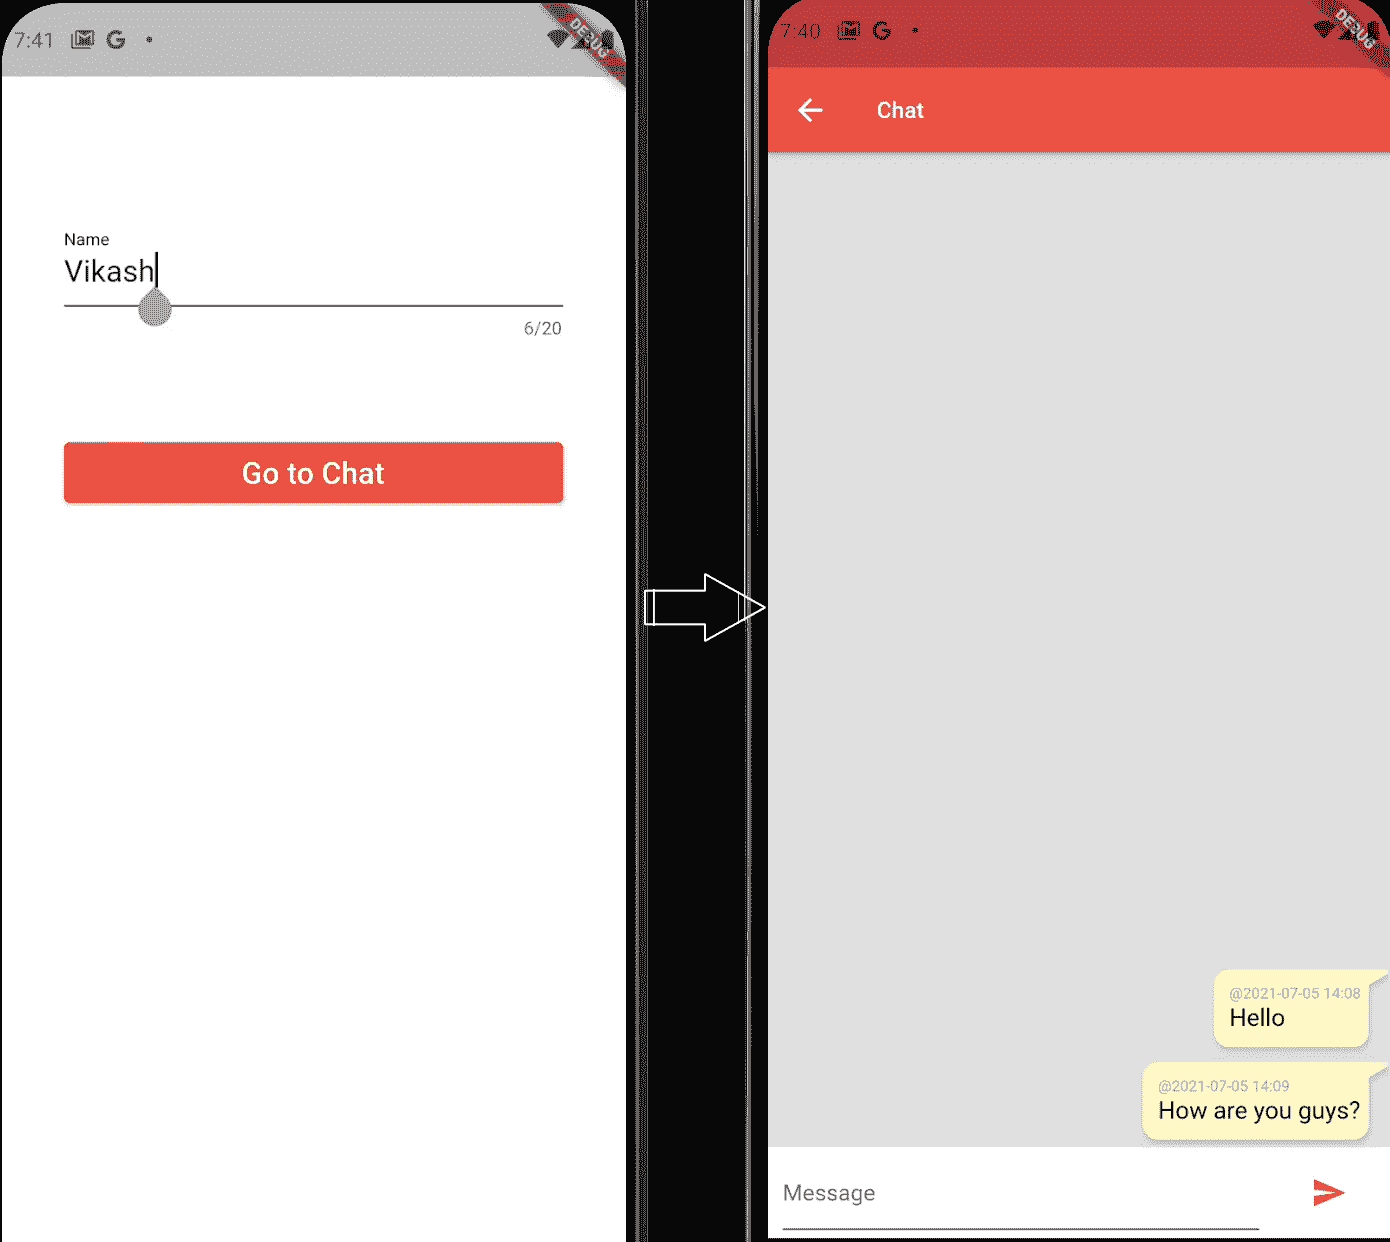 7:41 G
DEBUG
Name
Vikash
6/20
Go to Chat
7:40 G
DEBUG
Chat
@2021-07-05 14:08
Hello
@2021-07-05 14:09
How are you guys?
Message